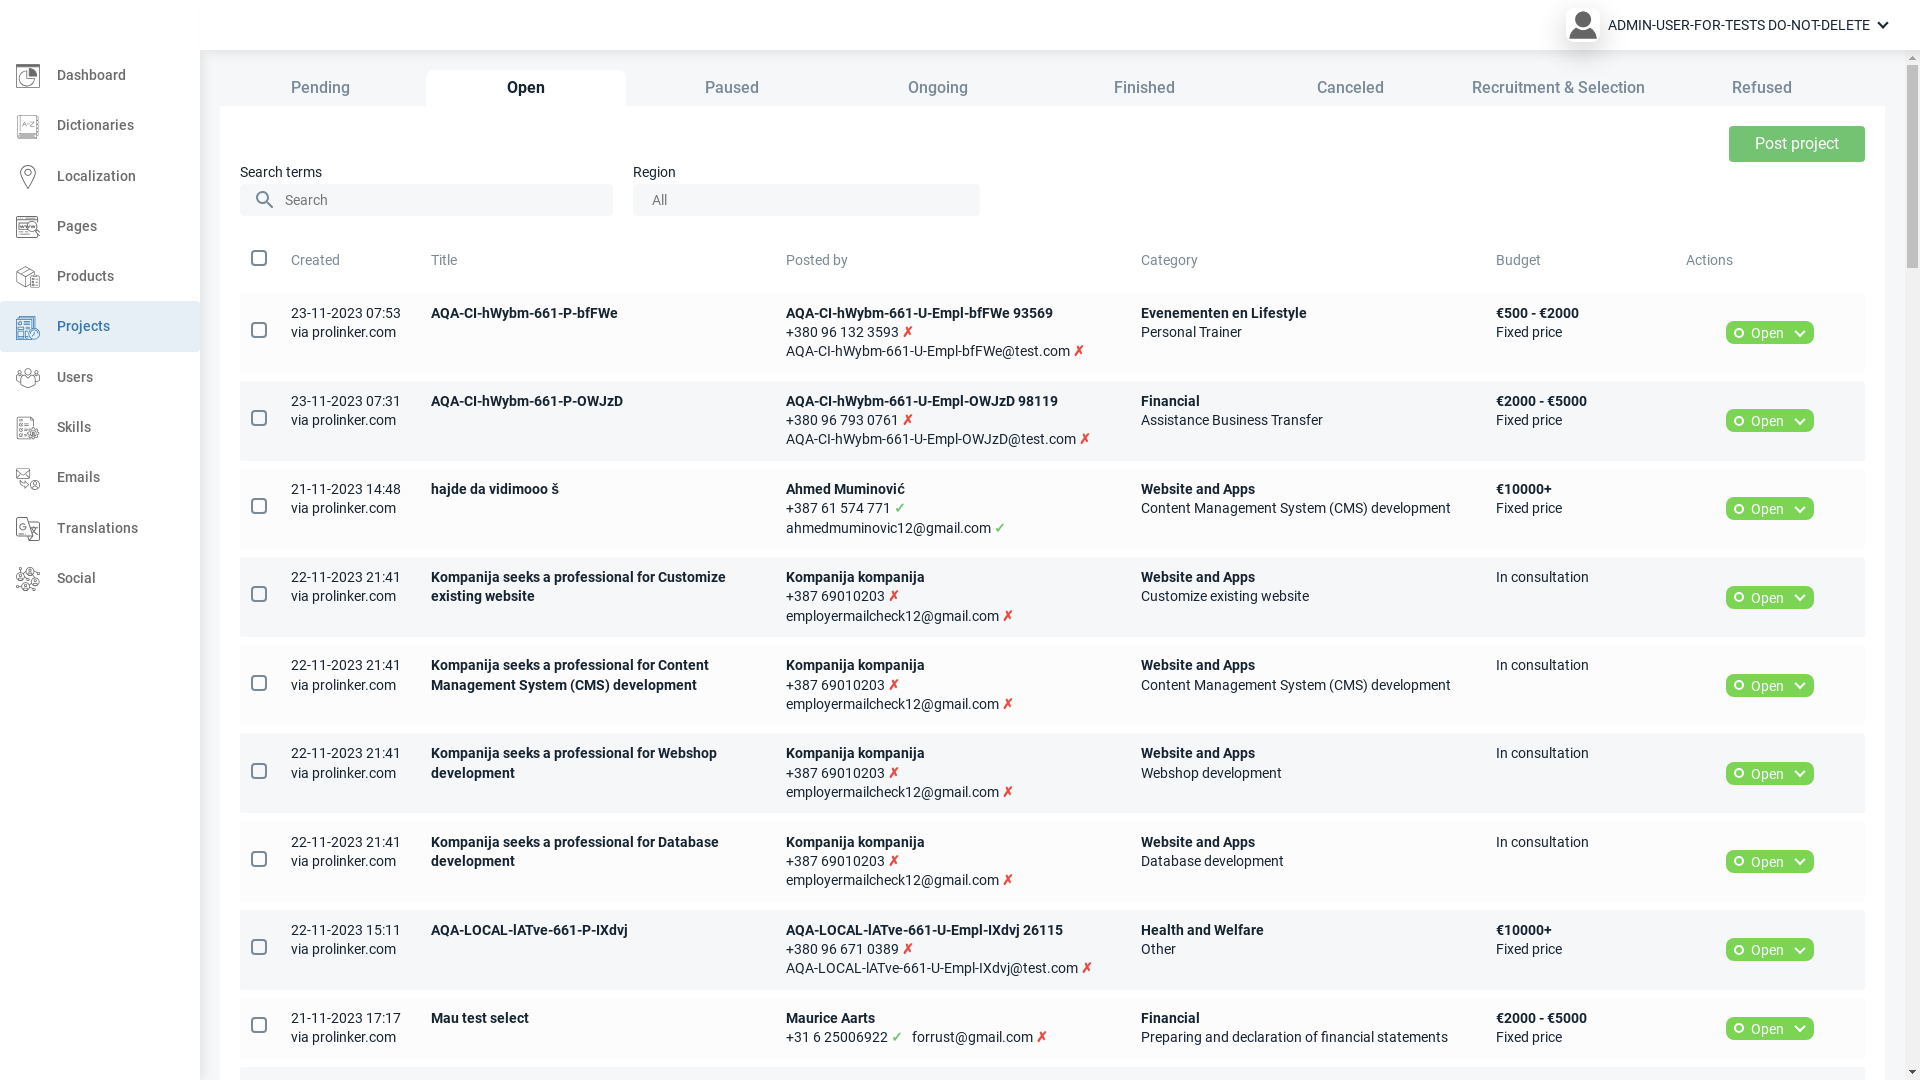 ADMIN-USER-FOR-TESTS DO-NOT-DELETE
Dashboard
Dictionaries
Localization
Pages
Products
Projects
Users
Skills
Emails
Translations
Social
Pending Open Paused Ongoing Finished Canceled Recruitment & Selection Refused
Post project
Search terms Region
Search All
Created Title Posted by Category Budget Actions
23-11-2023 07:53 AQA-CI-hWybm-661-P-bfFWe AQA-CI-hWybm-661-U-Empl-bfFWe 93569 Evenementen en Lifestyle €500 - €2000
via prolinker.com +380 96 132 3593 ✗ Personal Trainer Fixed price Open
AQA-CI-hWybm-661-U-Empl-bfFWe@test.com ✗
23-11-2023 07:31 AQA-CI-hWybm-661-P-OWJzD AQA-CI-hWybm-661-U-Empl-OWJzD 98119 Financial €2000 - €5000
via prolinker.com +380 96 793 0761 ✗ Assistance Business Transfer Fixed price Open
AQA-CI-hWybm-661-U-Empl-OWJzD@test.com ✗
21-11-2023 14:48 hajde da vidimooo š Ahmed Muminović Website and Apps €10000+
via prolinker.com +387 61 574 771 ✓ Content Management System (CMS) development Fixed price Open
ahmedmuminovic12@gmail.com ✓
22-11-2023 21:41 Kompanija seeks a professional for Customize Kompanija kompanija Website and Apps In consultation
via prolinker.com existing website +387 69010203 ✗ Customize existing website Open
employermailcheck12@gmail.com ✗
22-11-2023 21:41 Kompanija seeks a professional for Content Kompanija kompanija Website and Apps In consultation
via prolinker.com Management System (CMS) development +387 69010203 ✗ Content Management System (CMS) development Open
employermailcheck12@gmail.com ✗
22-11-2023 21:41 Kompanija seeks a professional for Webshop Kompanija kompanija Website and Apps In consultation
via prolinker.com development +387 69010203 ✗ Webshop development Open
employermailcheck12@gmail.com ✗
22-11-2023 21:41 Kompanija seeks a professional for Database Kompanija kompanija Website and Apps In consultation
via prolinker.com development +387 69010203 ✗ Database development Open
employermailcheck12@gmail.com ✗
22-11-2023 15:11 AQA-LOCAL-lATve-661-P-IXdvj AQA-LOCAL-lATve-661-U-Empl-IXdvj 26115 Health and Welfare €10000+
via prolinker.com +380 96 671 0389 ✗ Other Fixed price Open
AQA-LOCAL-lATve-661-U-Empl-IXdvj@test.com ✗
21-11-2023 17:17 Mau test select Maurice Aarts Financial €2000 - €5000
via prolinker.com +31 6 25006922 ✓ forrust@gmail.com ✗ Preparing and declaration of financial statements Fixed price Open